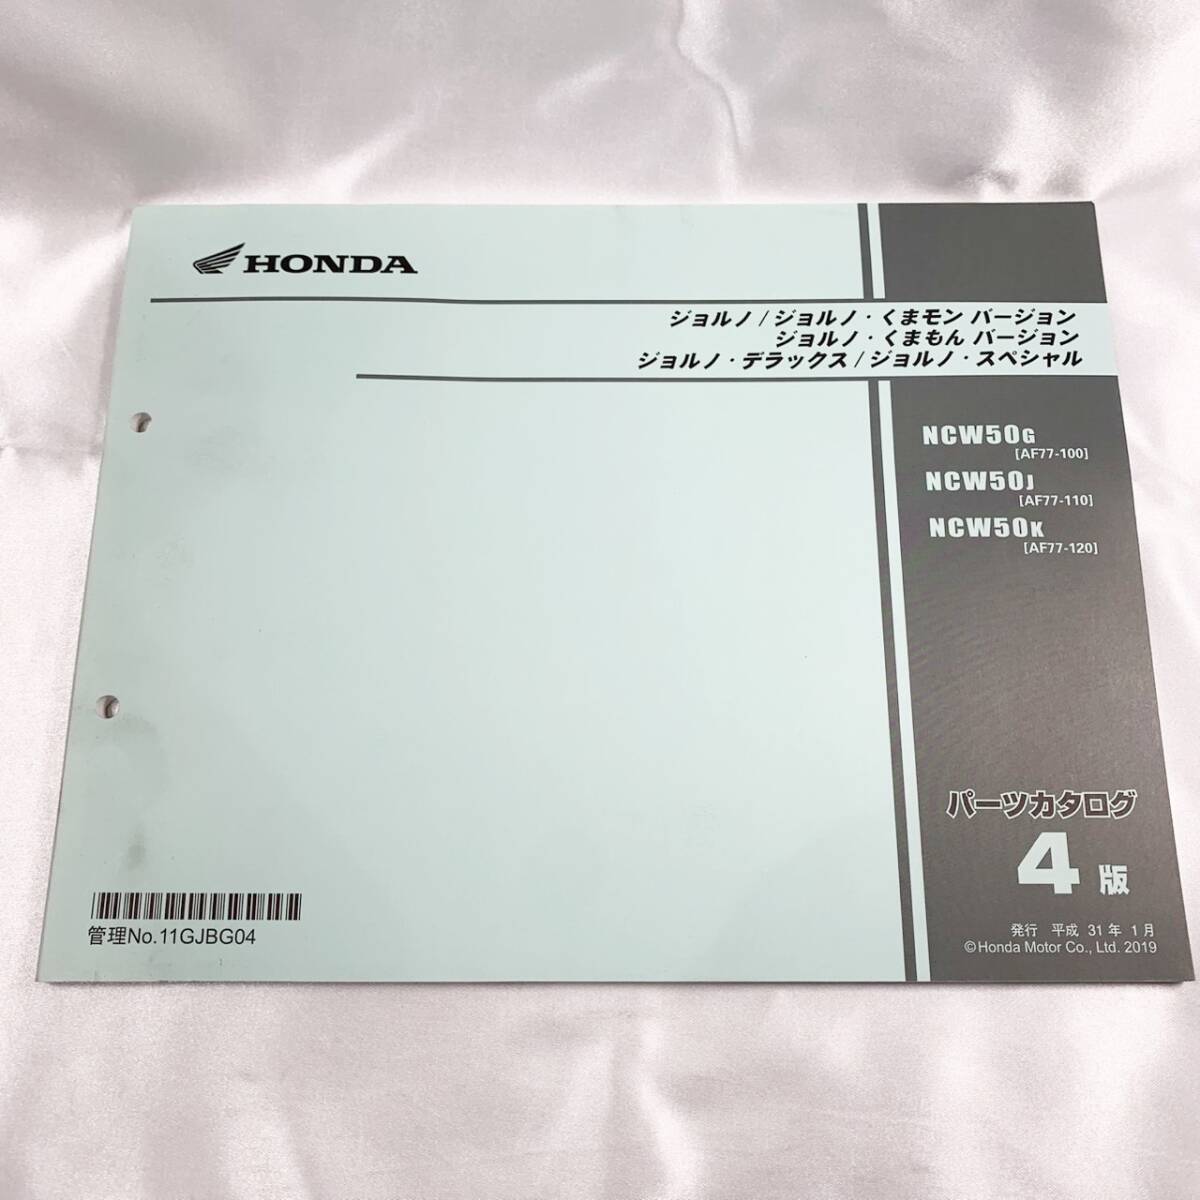 HONDA
ジョルノ / ジョルノ・くまモン バージョン
ジョルノ・くまもん バージョン
ジョルノ・デラックス / ジョルノ・スペシャル
NCW50G
[AF77-100]
NCW50J
[AF77-110]
NCW50K
[AF77-120]
パーツカタログ
4 版
発行 平成 31 年 1 月
©Honda Motor Co., Ltd. 2019
管理No.11GJBG04